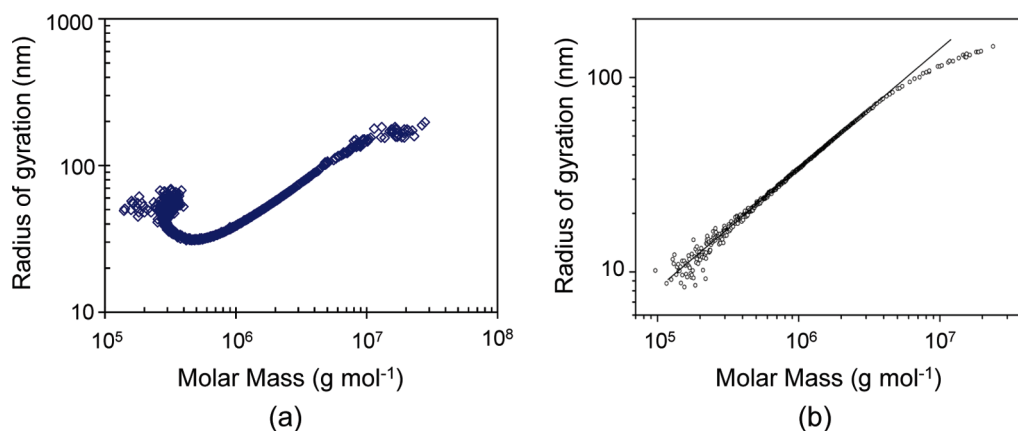 1000
100
10
10⁵
10⁶
10⁷
10⁸
Radius of gyration (nm)
Molar Mass (g mol⁻¹)
(a)
100
10
10⁵
10⁶
10⁷
Radius of gyration (nm)
Molar Mass (g mol⁻¹)
(b)